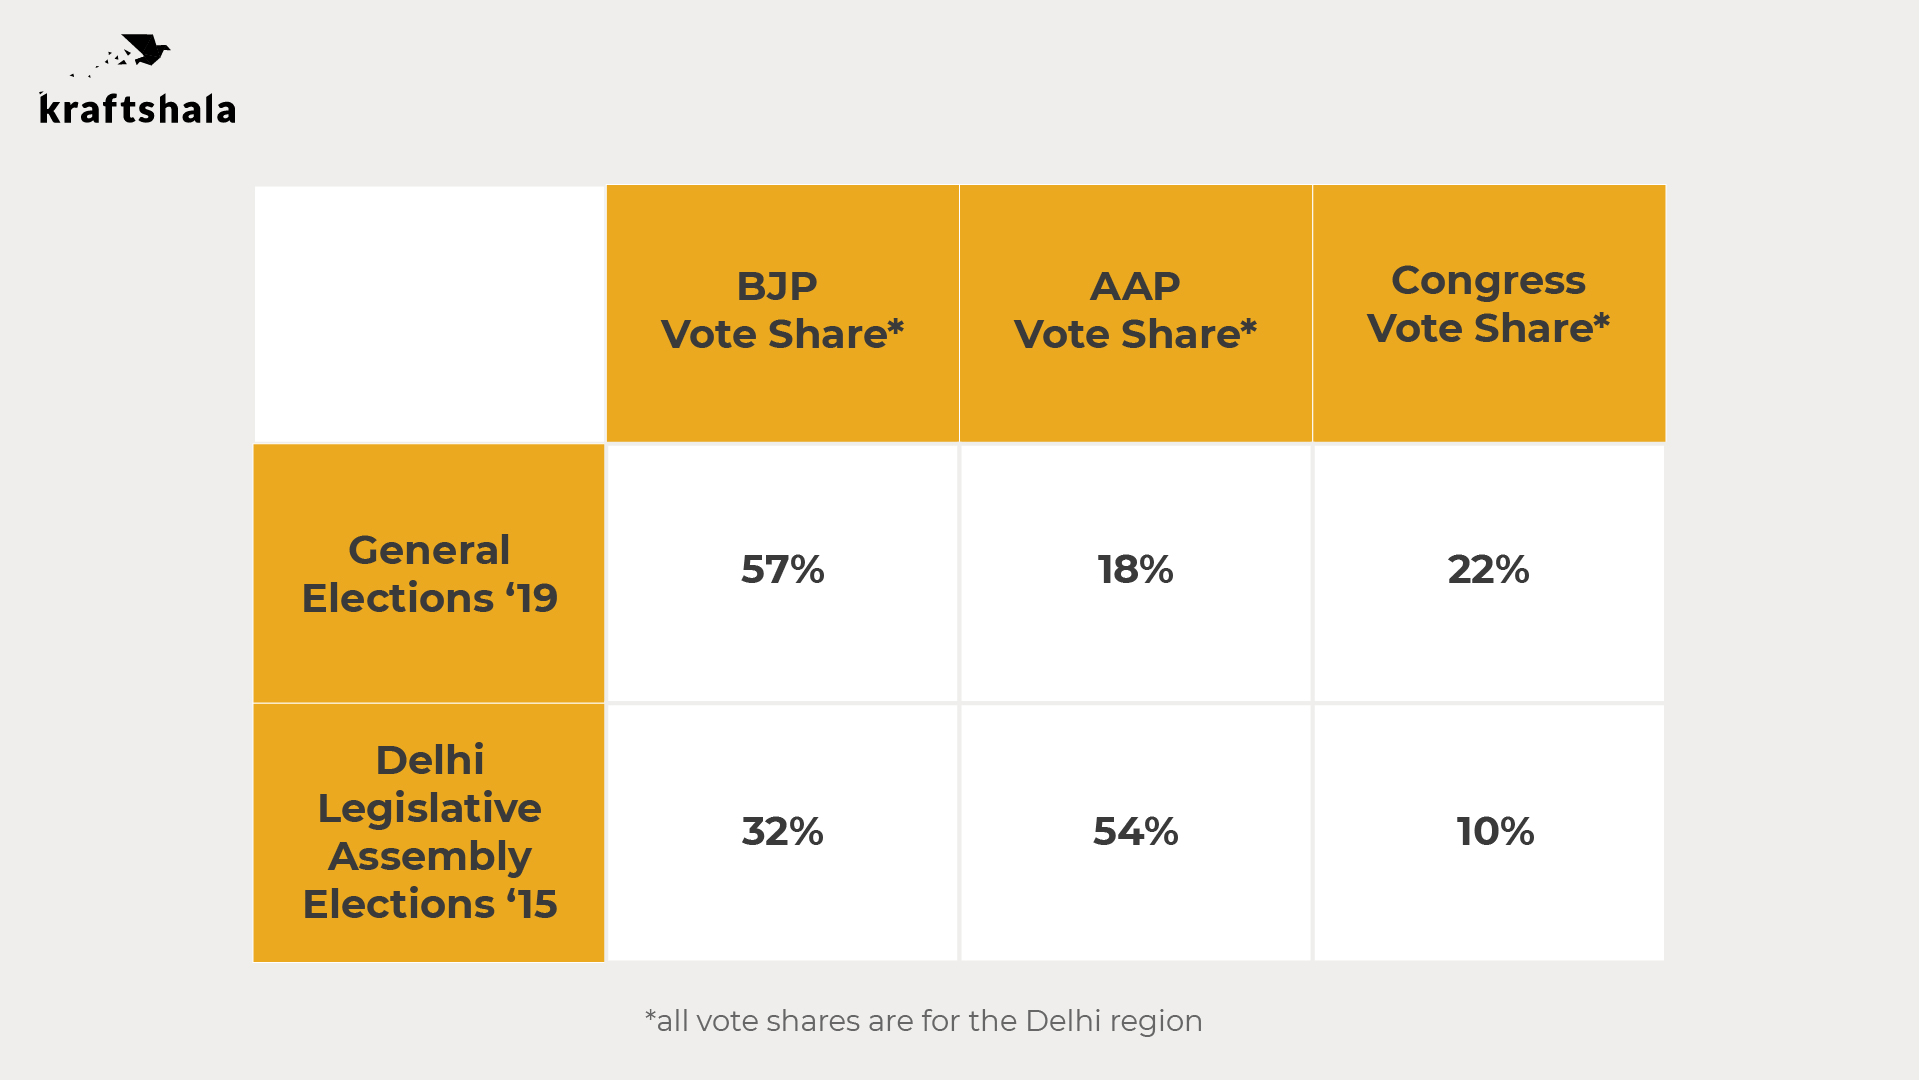 kraftshala
BJP
Vote Share*
AAP
Vote Share*
Congress
Vote Share*
General
Elections ‘19
57%
18%
22%
Delhi
Legislative
Assembly
Elections ‘15
32%
54%
10%
*all vote shares are for the Delhi region